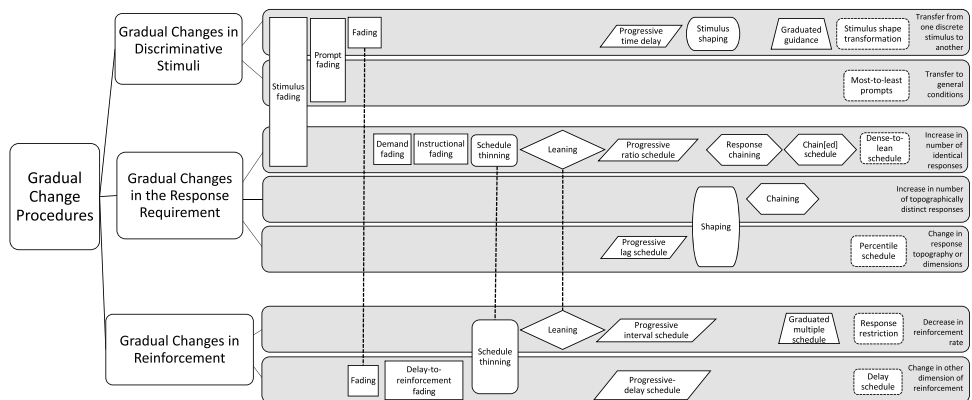 Gradual
Change
Procedures
Gradual Changes in
Discriminative
Stimuli
Gradual Changes
in the Response
Requirement
Gradual Changes in
Reinforcement
Stimulus
fading
Prompt
fading
Fading
Progressive
time delay
Stimulus
shaping
Graduated
guidance
Stimulus shape
transformation
Transfer from
one discrete
stimulus to
another
Most-to-least
prompts
Transfer to
general
conditions
Demand
fading
Instructional
fading
Schedule
thinning
Leaning
Progressive
ratio schedule
Response
chaining
Chain[ed]
schedule
Dense-to-
lean
schedule
Increase in
number of
identical
responses
Shaping
Chaining
Increase in number
of topographically
distinct responses
Progressive
lag schedule
Percentile
schedule
Change in
response
topography or
dimensions
Schedule
thinning
Leaning
Progressive
interval schedule
Graduated
multiple
schedule
Response
restriction
Decrease in
reinforcement
rate
Fading
Delay-to-
reinforcement
fading
Progressive-
delay schedule
Delay
schedule
Change in other
dimension of
reinforcement